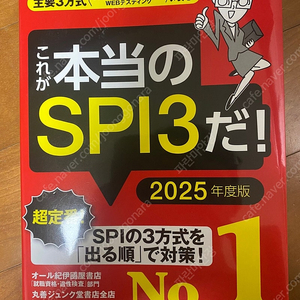 主要3方式
WEBテスティング
これが
本当の
SPI3だ!
2025年度版
超定番
SPIの3方式を
「出る順」で対策!
オール紀伊國屋書店
「就職資格・適性検査」部門
丸善ジュンク堂書店全店
No.
1